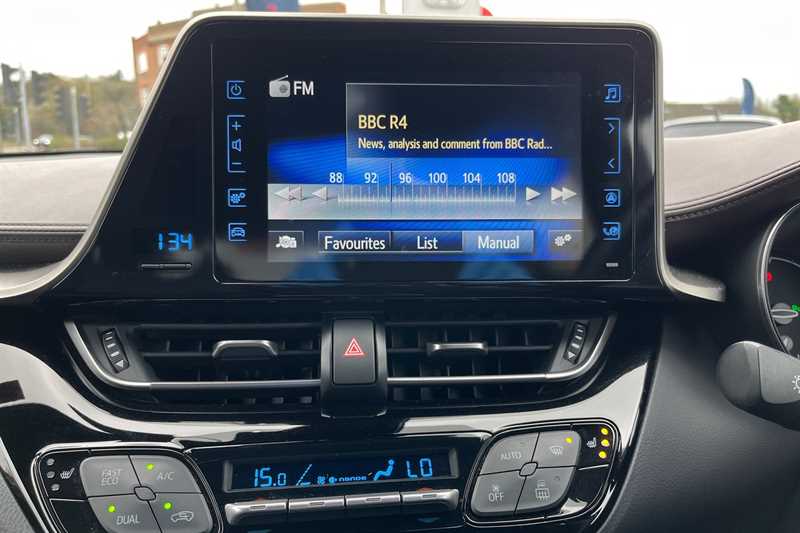 FM
BBC R4
News, analysis and comment from BBC Rad...
88 92 96 100 104 108
Favourites List Manual
134
FAST ECO
A/C
DUAL
15.0
LO
AUTO
OFF